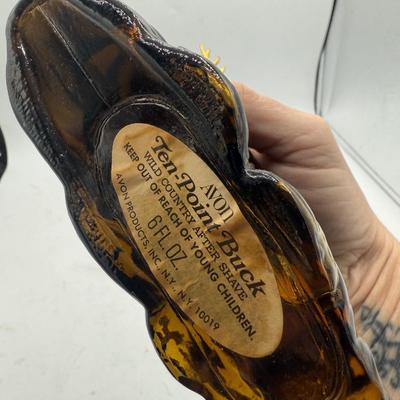 AVON
Ten-Point Buck
WILD COUNTRY AFTER SHAVE
KEEP OUT OF REACH OF YOUNG CHILDREN.
6 FL. OZ.
AVON PRODUCTS, INC., N.Y., N.Y. 10019